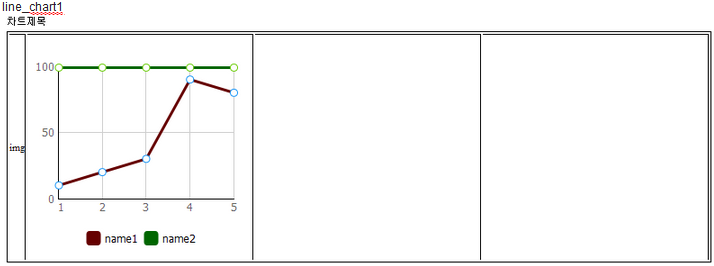 line_chart1
차트제목
img
100
50
0
1 2 3 4 5
name1 name2